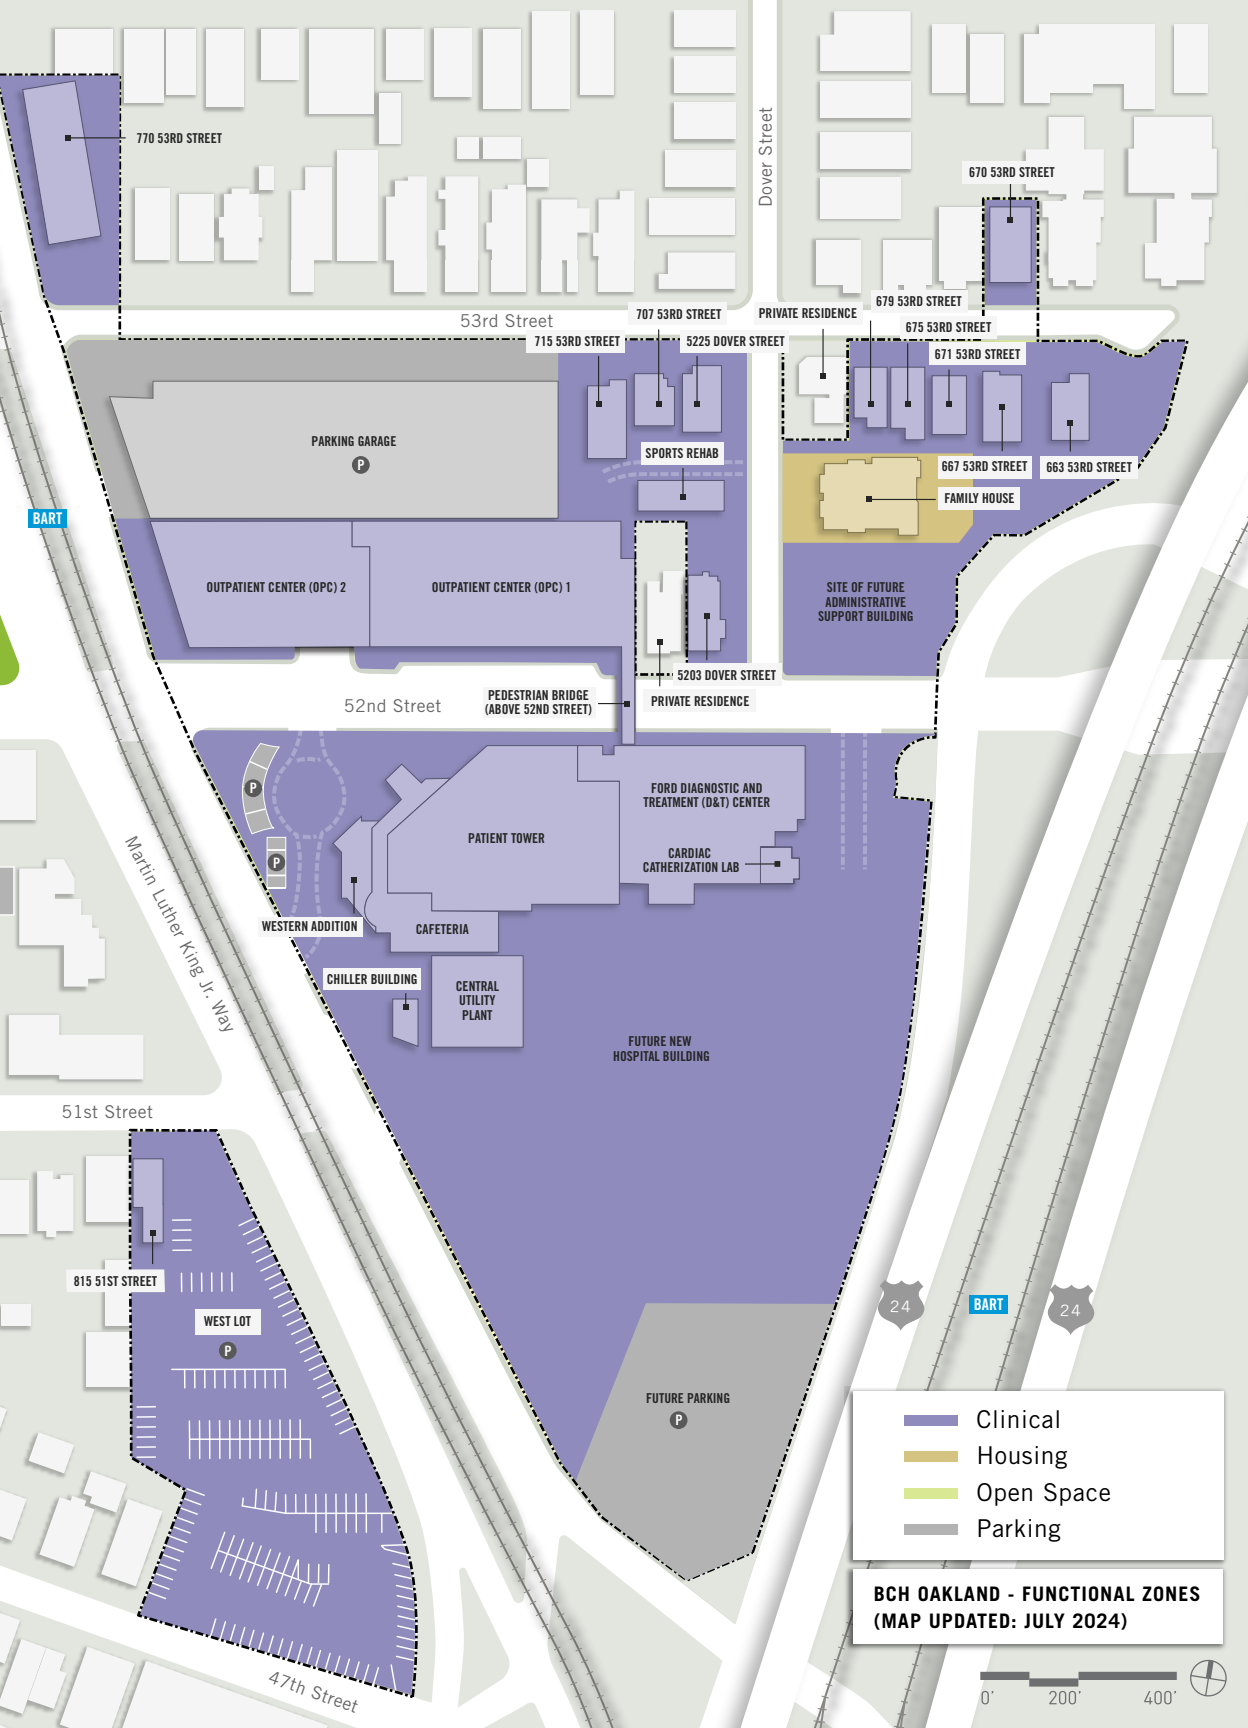 770 53RD STREET
Dover Street
670 53RD STREET
679 53RD STREET
53rd Street
707 53RD STREET
PRIVATE RESIDENCE
675 53RD STREET
715 53RD STREET
5225 DOVER STREET
671 53RD STREET
PARKING GARAGE
P
SPORTS REHAB
667 53RD STREET
663 53RD STREET
FAMILY HOUSE
BART
OUTPATIENT CENTER (OPC) 2
OUTPATIENT CENTER (OPC) 1
SITE OF FUTURE
ADMINISTRATIVE
SUPPORT BUILDING
5203 DOVER STREET
PEDESTRIAN BRIDGE
(ABOVE 52ND STREET)
PRIVATE RESIDENCE
52nd Street
P
FORD DIAGNOSTIC AND
TREATMENT (D&T) CENTER
PATIENT TOWER
P
CARDIAC
CATHERIZATION LAB
Martin Luther King Jr. Way
WESTERN ADDITION
CAFETERIA
CHILLER BUILDING
CENTRAL
UTILITY
PLANT
FUTURE NEW
HOSPITAL BUILDING
51st Street
815 51ST STREET
WEST LOT
P
24
BART
24
FUTURE PARKING
P
Clinical
Housing
Open Space
Parking
BCH OAKLAND - FUNCTIONAL ZONES
(MAP UPDATED: JULY 2024)
47th Street
0' 200' 400'